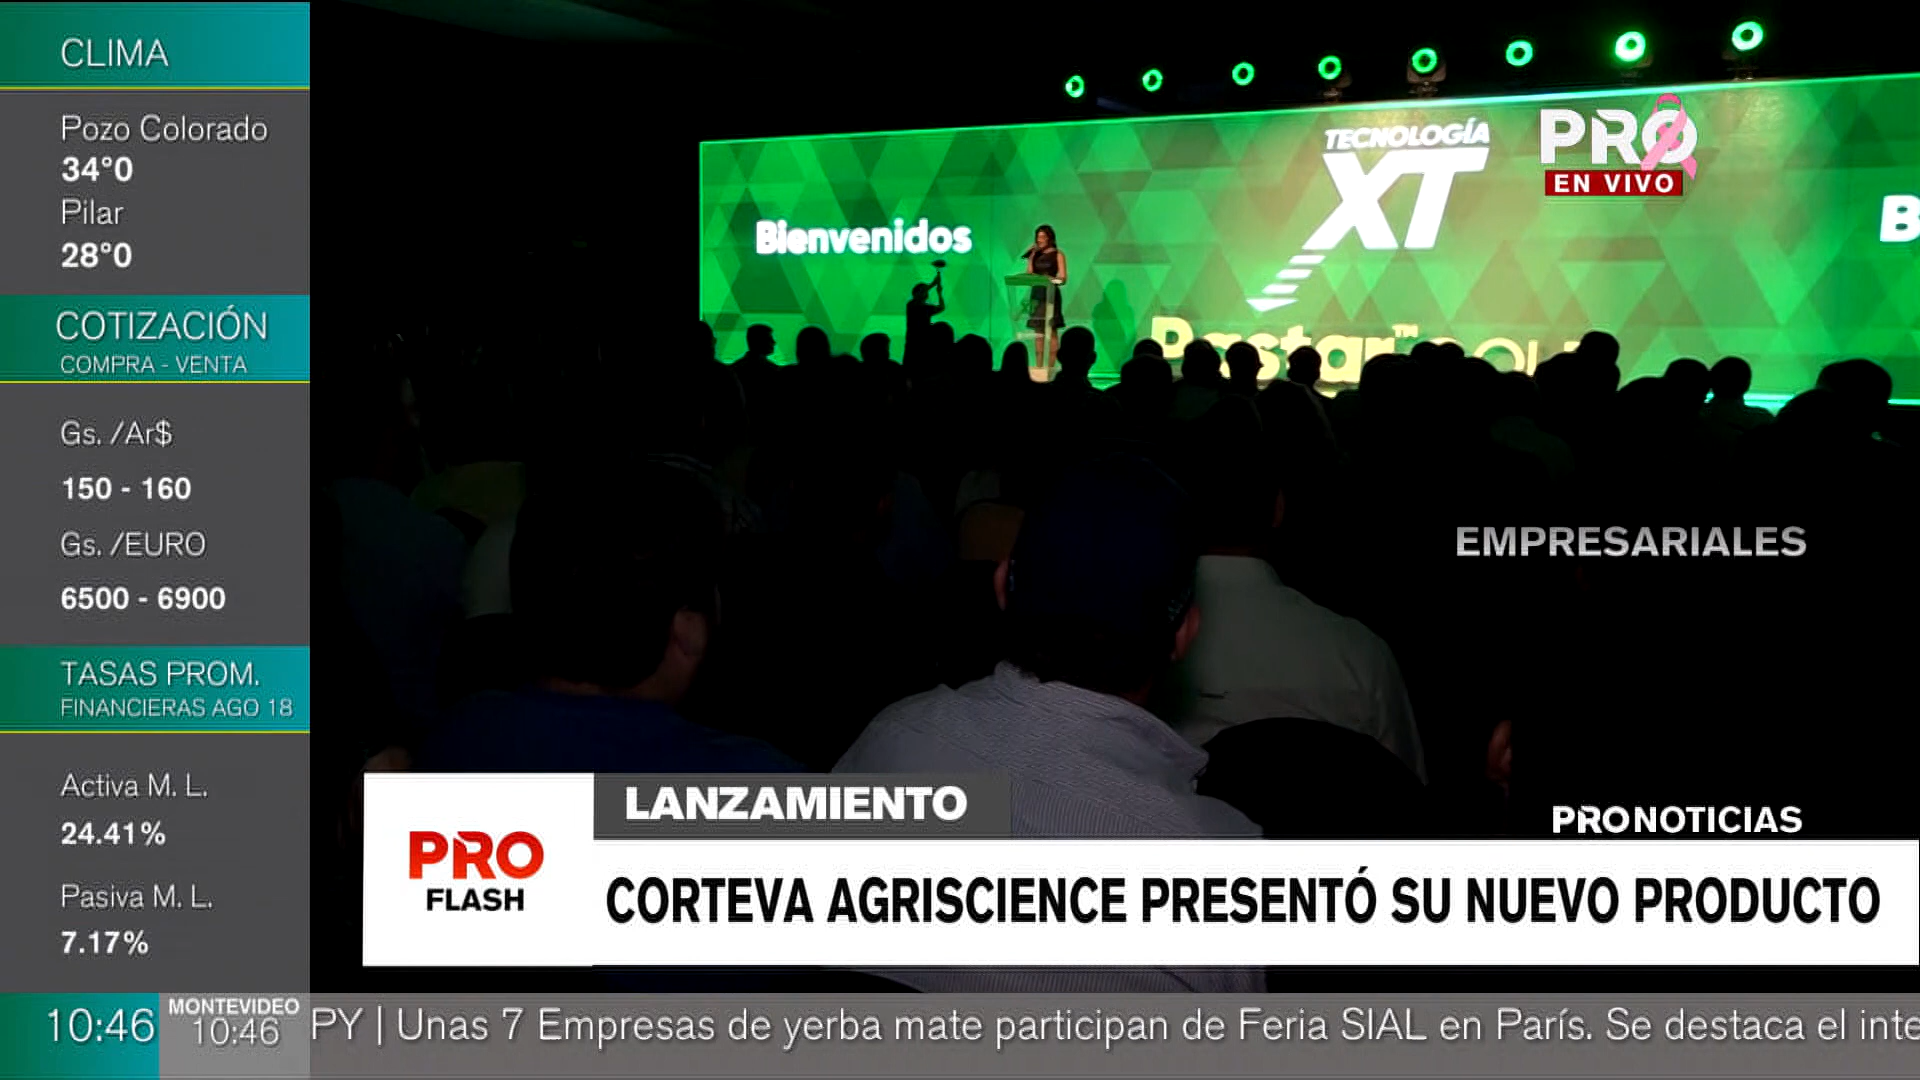 CLIMA
Pozo Colorado
34°0
Pilar
28°0
COTIZACIÓN
COMPRA - VENTA
Gs. /Ar$
150 - 160
Gs. /EURO
6500 - 6900
TASAS PROM.
FINANCIERAS AGO 18
Activa M. L.
24.41%
Pasiva M. L.
7.17%
TECNOLOGÍA
XT
PRO
EN VIVO
Bienvenidos
B
Pastar™
EMPRESARIALES
LANZAMIENTO
PRONOTICIAS
PRO
FLASH
CORTEVA AGRISCIENCE PRESENTÓ SU NUEVO PRODUCTO
10:46
MONTEVIDEO
10:46
PY | Unas 7 Empresas de yerba mate participan de Feria SIAL en París. Se destaca el inte